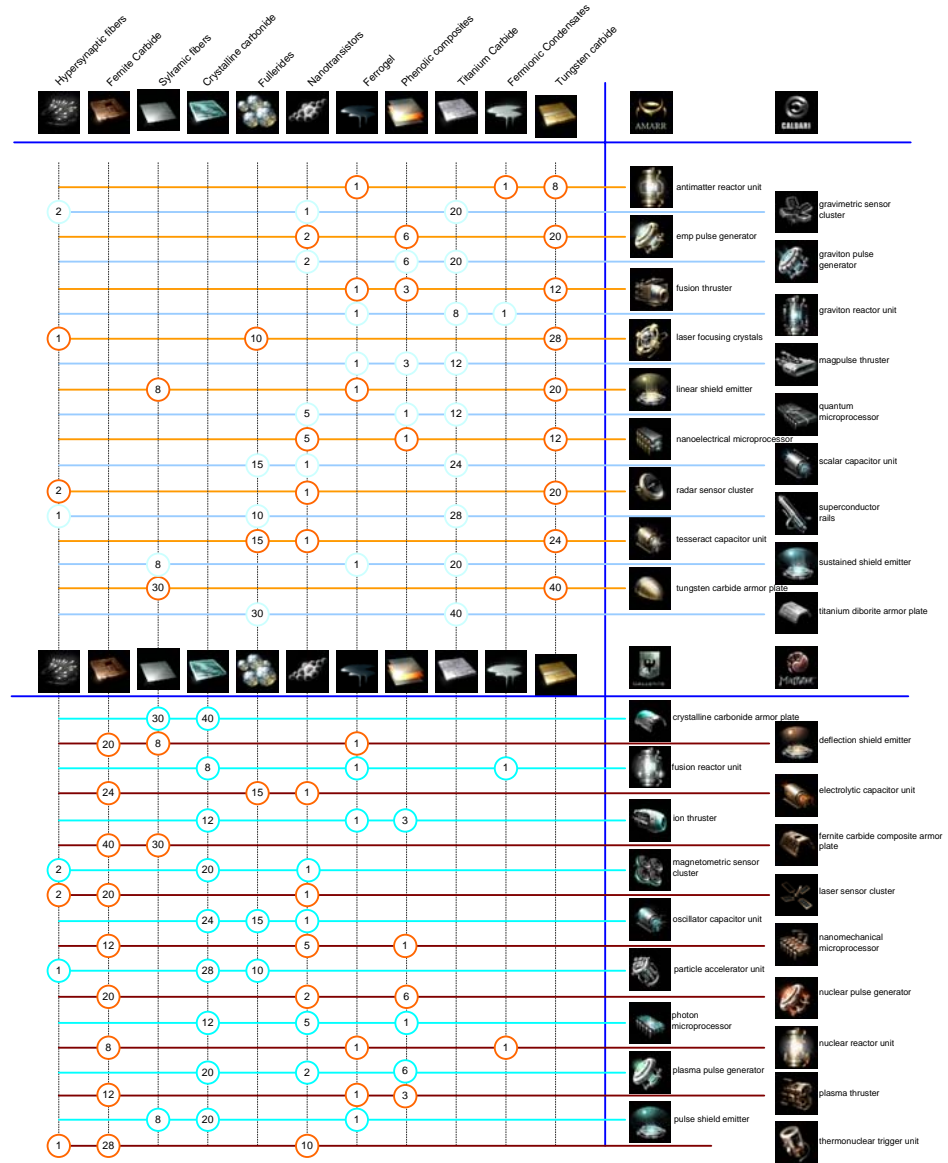 Hypersynaptic fibers
Fernite Carbide
Sylramic fibers
Crystalline carbonide
Fullerides
Nanotransistors
Ferrogel
Phenolic composites
Titanium Carbide
Fermionic Condensates
Tungsten carbide
AMARR
CALDARI
1 1 8 antimatter reactor unit
2 1 20 gravimetric sensor
cluster
2 6 20 emp pulse generator
2 6 20 graviton pulse
generator
1 3 12 fusion thruster
1 8 1 graviton reactor unit
1 10 28 laser focusing crystals
1 3 12 magpulse thruster
8 1 20 linear shield emitter
5 1 12 quantum
microprocessor
5 1 12 nanoelectrical microprocessor
15 1 24 scalar capacitor unit
2 1 20 radar sensor cluster
1 10 28 superconductor
rails
15 1 24 tesseract capacitor unit
8 1 20 sustained shield emitter
30 40 tungsten carbide armor plate
30 40 titanium diborite armor plate
GALLENTE
MINMATAR
30 40 crystalline carbonide armor plate
20 8 1 deflection shield emitter
8 1 1 fusion reactor unit
24 15 1 electrolytic capacitor unit
12 1 3 ion thruster
40 30 fernite carbide composite armor
plate
2 20 1 magnetometric sensor
cluster
2 20 1 laser sensor cluster
24 15 1 oscillator capacitor unit
12 5 1 nanomechanical
microprocessor
1 28 10 particle accelerator unit
20 2 6 nuclear pulse generator
12 5 1 photon
microprocessor
8 1 1 nuclear reactor unit
20 2 6 plasma pulse generator
12 1 3 plasma thruster
8 20 1 pulse shield emitter
1 28 10 thermonuclear trigger unit